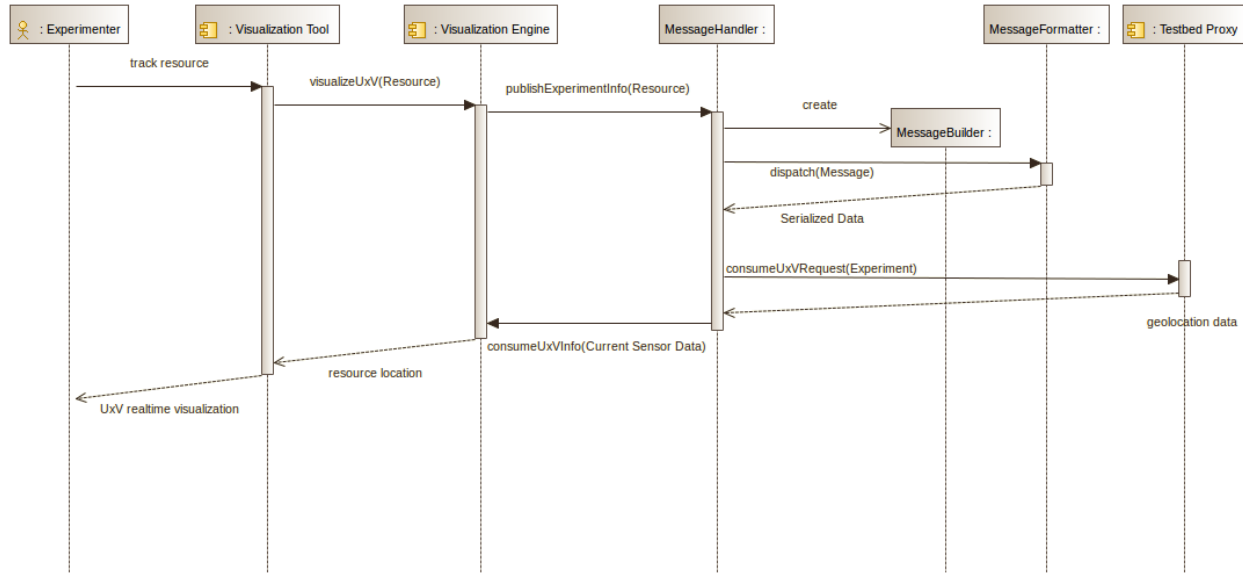 : Experimenter
: Visualization Tool
: Visualization Engine
MessageHandler :
MessageFormatter :
: Testbed Proxy
track resource
visualizeUxV(Resource)
publishExperimentInfo(Resource)
create
MessageBuilder :
dispatch(Message)
Serialized Data
consumeUxVRequest(Experiment)
geolocation data
consumeUxVInfo(Current Sensor Data)
resource location
UxV realtime visualization